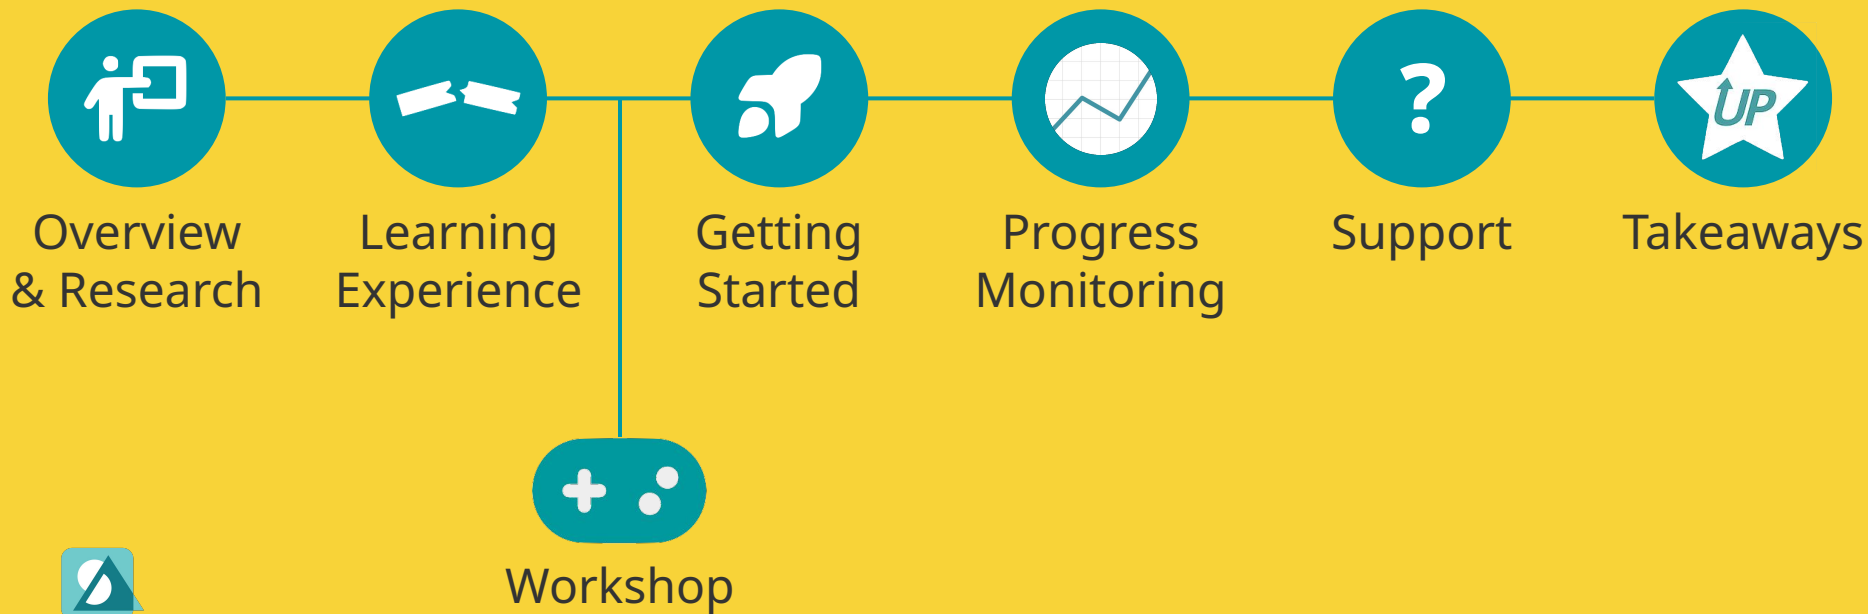 ?
UP
Overview
& Research
Learning
Experience
Getting
Started
Progress
Monitoring
Support
Takeaways
Workshop